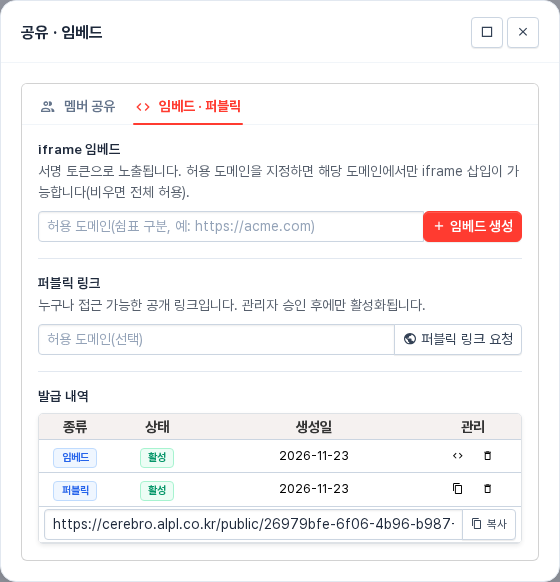 공유 · 임베드
멤버 공유
임베드 · 퍼블릭
iframe 임베드
서명 토큰으로 노출됩니다. 허용 도메인을 지정하면 해당 도메인에서만 iframe 삽입이 가
능합니다(비우면 전체 허용).
허용 도메인(쉼표 구분, 예: https://acme.com)
+ 임베드 생성
퍼블릭 링크
누구나 접근 가능한 공개 링크입니다. 관리자 승인 후에만 활성화됩니다.
허용 도메인(선택)
퍼블릭 링크 요청
발급 내역
종류 상태 생성일 관리
임베드 활성 2026-11-23
퍼블릭 활성 2026-11-23
https://cerebro.alpl.co.kr/public/26979bfe-6f06-4b96-b987-
복사